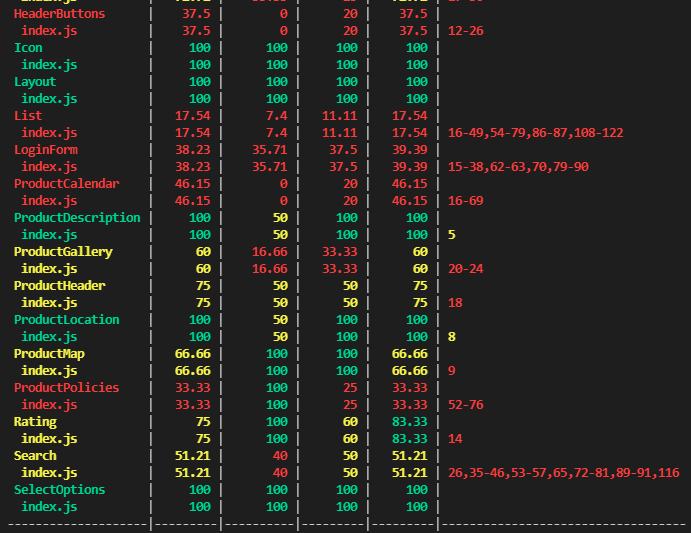 HeaderButtons | 37.5 | 0 | 20 | 37.5 |
index.js | 37.5 | 0 | 20 | 37.5 | 12-26
Icon | 100 | 100 | 100 | 100 |
index.js | 100 | 100 | 100 | 100 |
Layout | 100 | 100 | 100 | 100 |
index.js | 100 | 100 | 100 | 100 |
List | 17.54 | 7.4 | 11.11 | 17.54 |
index.js | 17.54 | 7.4 | 11.11 | 17.54 | 16-49,54-79,86-87,108-122
LoginForm | 38.23 | 35.71 | 37.5 | 39.39 |
index.js | 38.23 | 35.71 | 37.5 | 39.39 | 15-38,62-63,70,79-90
ProductCalendar | 46.15 | 0 | 20 | 46.15 |
index.js | 46.15 | 0 | 20 | 46.15 | 16-69
ProductDescription | 100 | 50 | 100 | 100 |
index.js | 100 | 50 | 100 | 100 | 5
ProductGallery | 60 | 16.66 | 33.33 | 60 |
index.js | 60 | 16.66 | 33.33 | 60 | 20-24
ProductHeader | 75 | 50 | 50 | 75 |
index.js | 75 | 50 | 50 | 75 | 18
ProductLocation | 100 | 50 | 100 | 100 |
index.js | 100 | 50 | 100 | 100 | 8
ProductMap | 66.66 | 100 | 100 | 66.66 |
index.js | 66.66 | 100 | 100 | 66.66 | 9
ProductPolicies | 33.33 | 100 | 25 | 33.33 |
index.js | 33.33 | 100 | 25 | 33.33 | 52-76
Rating | 75 | 100 | 60 | 83.33 |
index.js | 75 | 100 | 60 | 83.33 | 14
Search | 51.21 | 40 | 50 | 51.21 |
index.js | 51.21 | 40 | 50 | 51.21 | 26,35-46,53-57,65,72-81,89-91,116
SelectOptions | 100 | 100 | 100 | 100 |
index.js | 100 | 100 | 100 | 100 |